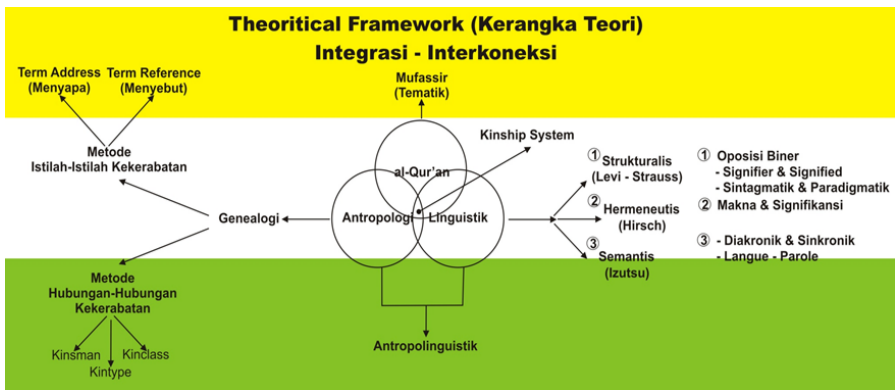 Theoritical Framework (Kerangka Teori)
Integrasi - Interkoneksi
Term Address
(Menyapa)
Term Reference
(Menyebut)
Mufassir
(Tematik)
Kinship System
Metode
Istilah-Istilah Kekerabatan
al-Qur'an
① Strukturalis
(Levi - Strauss)
① Oposisi Biner
- Signifier & Signified
- Sintagmatik & Paradigmatik
Genealogi
Antropologi
Linguistik
② Hermeneutis
(Hirsch)
② Makna & Signifikansi
③ Semantis
(Izutsu)
③ - Diakronik & Sinkronik
- Langue - Parole
Metode
Hubungan-Hubungan
Kekerabatan
Kinsman
Kintype
Kinclass
Antropolinguistik